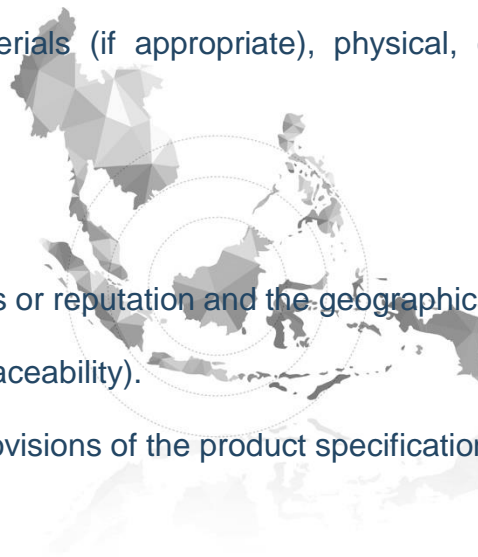 erials (if appropriate), physical,
s or reputation and the geographic
aceability).
ovisions of the product specification